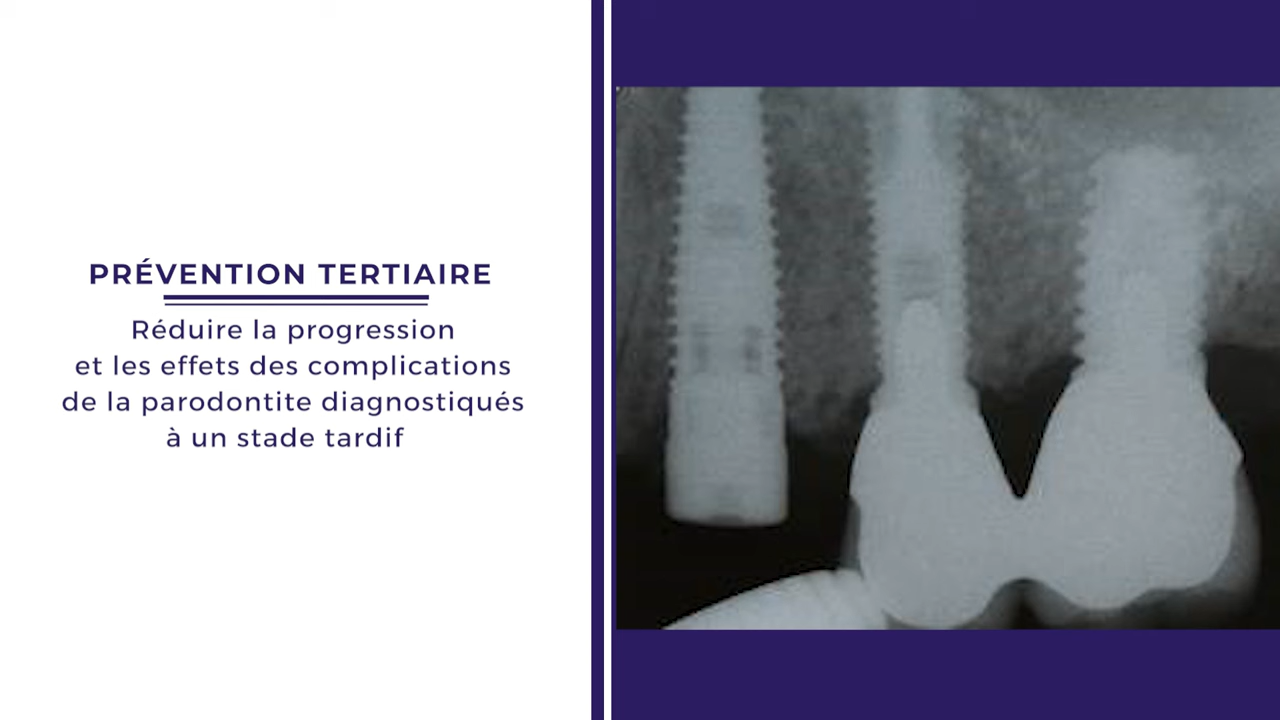 PRÉVENTION TERTIAIRE
Réduire la progression
et les effets des complications
de la parodontite diagnostiqués
à un stade tardif